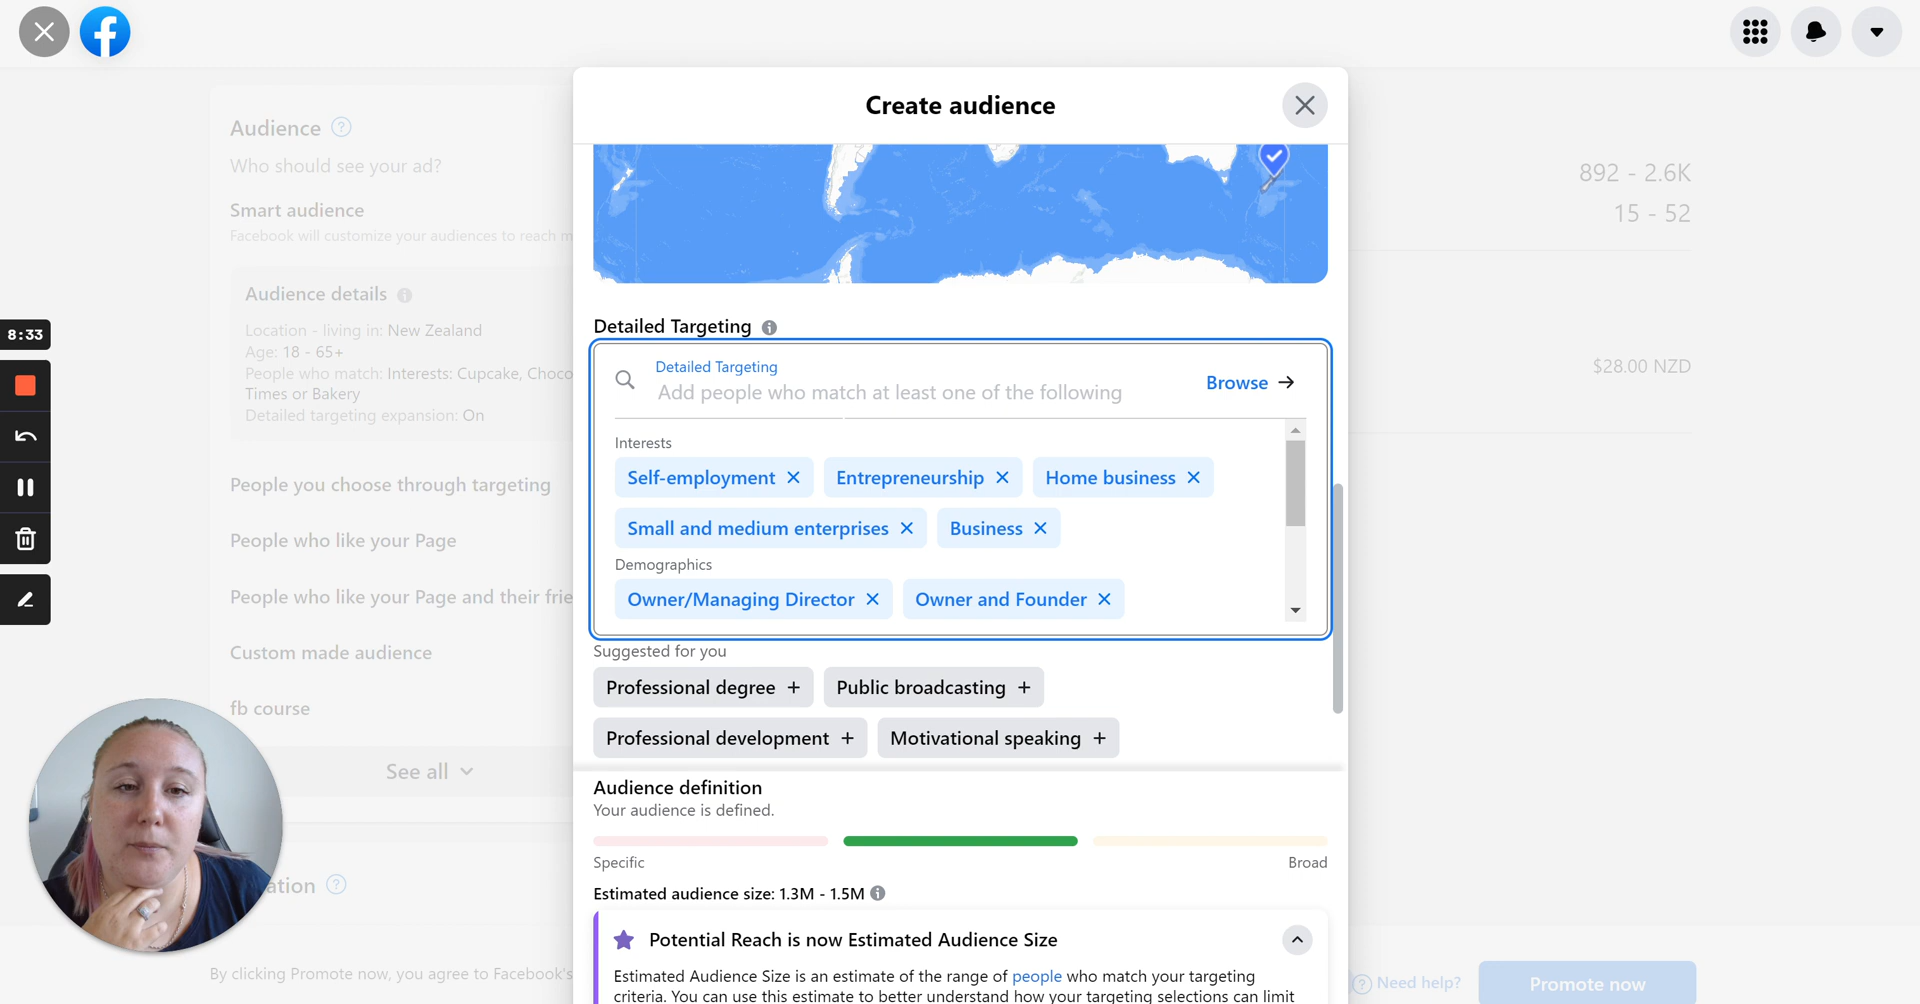 Create audience
Audience
Who should see your ad?
Smart audience
Facebook will customize your audiences to reach m
Audience details
Location - living in: New Zealand
Age: 18 - 65+
People who match: Interests: Cupcake, Choco
Times or Bakery
Detailed targeting expansion: On
People you choose through targeting
People who like your Page
People who like your Page and their frie
Custom made audience
fb course
See all
ation
By clicking Promote now, you agree to Facebook's
8:33
Detailed Targeting
Detailed Targeting
Add people who match at least one of the following
Browse
Interests
Self-employment
Entrepreneurship
Home business
Small and medium enterprises
Business
Demographics
Owner/Managing Director
Owner and Founder
Suggested for you
Professional degree
Public broadcasting
Professional development
Motivational speaking
Audience definition
Your audience is defined.
Specific
Broad
Estimated audience size: 1.3M - 1.5M
Potential Reach is now Estimated Audience Size
Estimated Audience Size is an estimate of the range of people who match your targeting
criteria. You can use this estimate to better understand how your targeting selections can limit
892 - 2.6K
15 - 52
$28.00 NZD
Need help?
Promote now